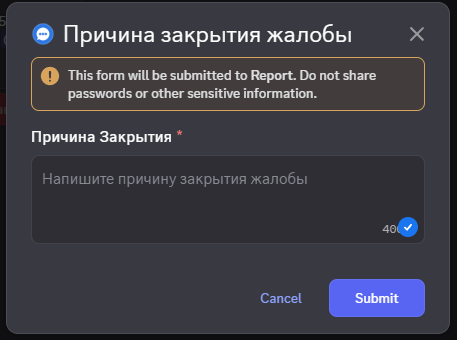 Причина закрытия жалобы
This form will be submitted to Report. Do not share
passwords or other sensitive information.
Причина Закрытия *
Напишите причину закрытия жалобы
Cancel
Submit